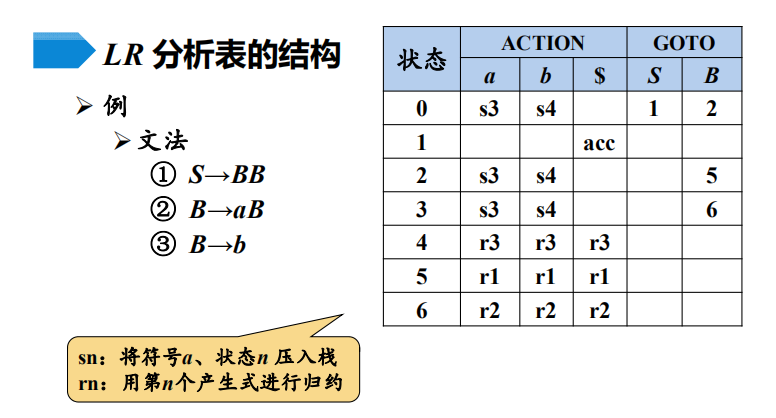 LR 分析表的结构
➢ 例
➢ 文法
① S→BB
② B→aB
③ B→b
sn：将符号a、状态n 压入栈
rn：用第n个产生式进行归约
状态 ACTION GOTO
a b $ S B
0 s3 s4 1 2
1 acc
2 s3 s4 5
3 s3 s4 6
4 r3 r3 r3
5 r1 r1 r1
6 r2 r2 r2